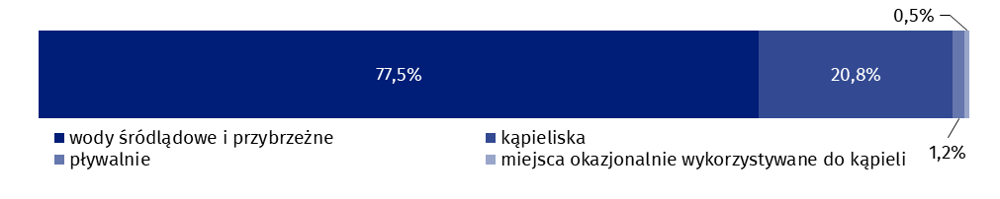 0,5%
77,5% 20,8%
wody śródlądowe i przybrzeżne kąpieliska
pływalnie miejsca okazjonalnie wykorzystywane do kąpieli
1,2%